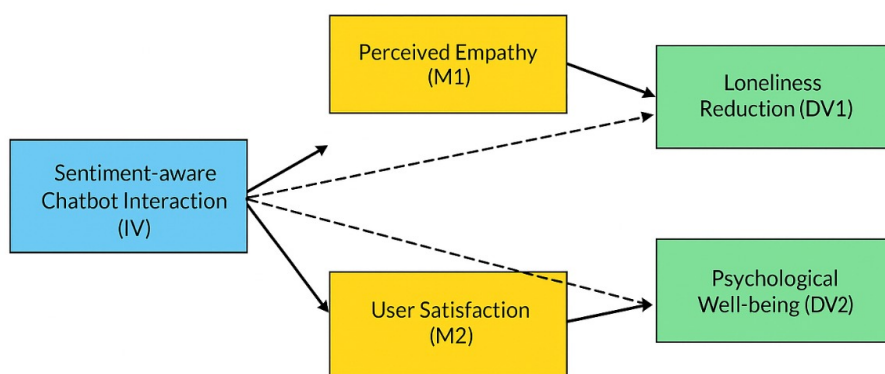 Perceived Empathy
(M1)
Loneliness
Reduction (DV1)
Sentiment-aware
Chatbot Interaction
(IV)
User Satisfaction
(M2)
Psychological
Well-being (DV2)